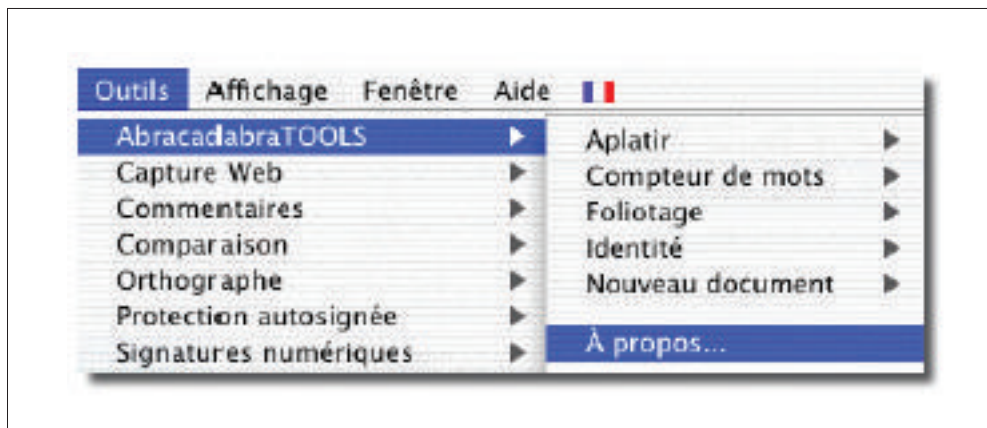 Outils Affichage Fenêtre Aide
AbracadabraTOOLS
Capture Web
Commentaires
Comparaison
Orthographe
Protection autosignée
Signatures numériques
Aplatir
Compteur de mots
Foliotage
Identité
Nouveau document
À propos...